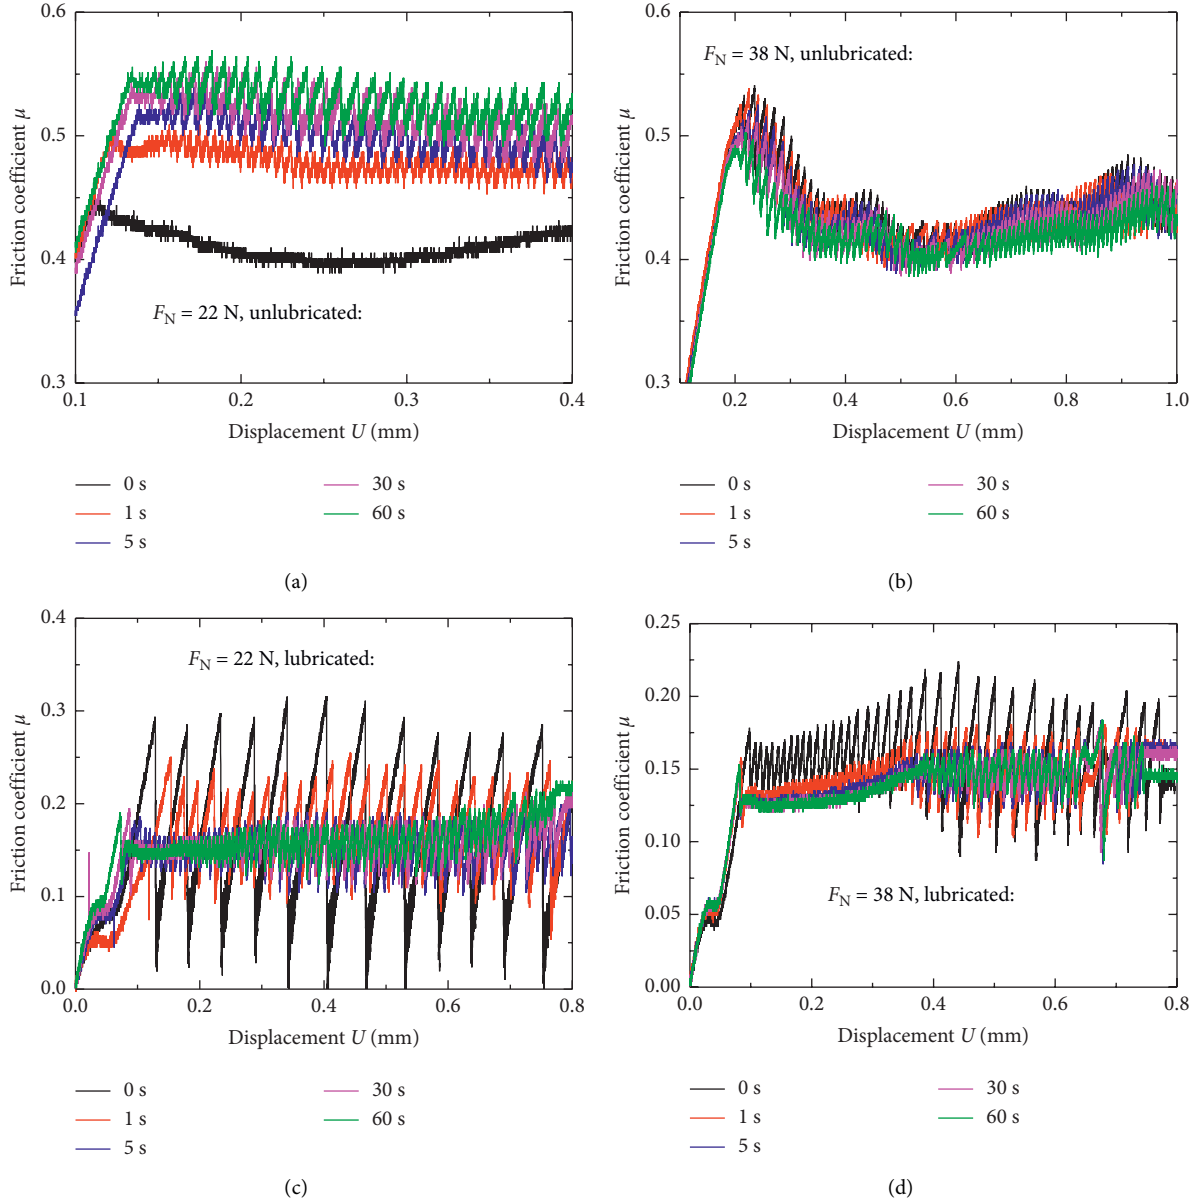 0.6
0.5
0.4
0.3
Friction coefficient μ
F_N = 22 N, unlubricated:
0.1 0.2 0.3 0.4
Displacement U (mm)
0 s
1 s
5 s
30 s
60 s
(a)
0.6
0.5
0.4
0.3
Friction coefficient μ
F_N = 38 N, unlubricated:
0.2 0.4 0.6 0.8 1.0
Displacement U (mm)
0 s
1 s
5 s
30 s
60 s
(b)
0.4
0.3
0.2
0.1
0.0
Friction coefficient μ
F_N = 22 N, lubricated:
0.0 0.2 0.4 0.6 0.8
Displacement U (mm)
0 s
1 s
5 s
30 s
60 s
(c)
0.25
0.20
0.15
0.10
0.05
0.00
Friction coefficient μ
F_N = 38 N, lubricated:
0.0 0.2 0.4 0.6 0.8
Displacement U (mm)
0 s
1 s
5 s
30 s
60 s
(d)